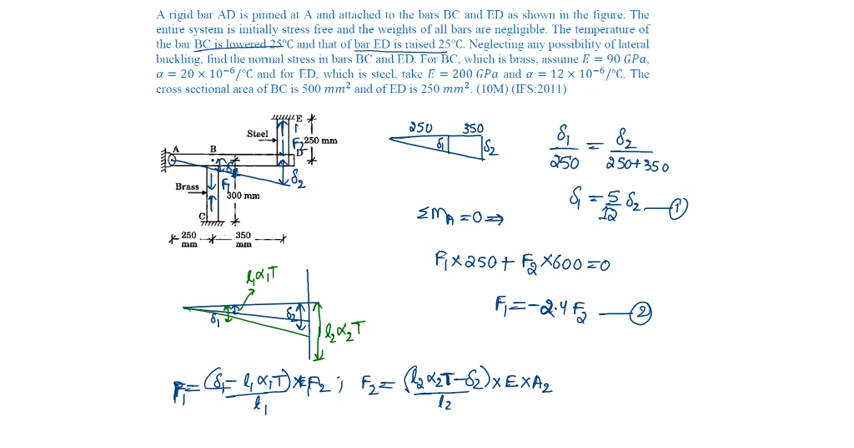 A rigid bar AD is pinned at A and attached to the bars BC and ED as shown in the figure. The
entire system is initially stress free and the weights of all bars are negligible. The temperature of
the bar BC is lowered 25°C and that of bar ED is raised 25°C. Neglecting any possibility of lateral
buckling, find the normal stress in bars BC and ED. For BC, which is brass, assume E = 90 GPa,
α = 20 × 10⁻⁶/°C and for ED, which is steel, take E = 200 GPa and α = 12 × 10⁻⁶/°C. The
cross sectional area of BC is 500 mm² and of ED is 250 mm². (10M) (IFS:2011)
E
Steel
F₂ 250 mm
A B D
δ₁ δ₂
Brass F₁
300 mm
C
250 mm 350 mm
250 350
δ₁ δ₂
δ₁/250 = δ₂/250+350
δ₁ = 5/12 δ₂ — ①
ΣM_A = 0 ⇒
F₁ × 250 + F₂ × 600 = 0
F₁ = -2.4 F₂ — ②
l₁α₁T
δ₁ δ₂
l₂α₂T
F₁ = (δ₁ - l₁α₁T)/l₁ ; F₂ = (l₂α₂T - δ₂)/l₂ × E × A₂